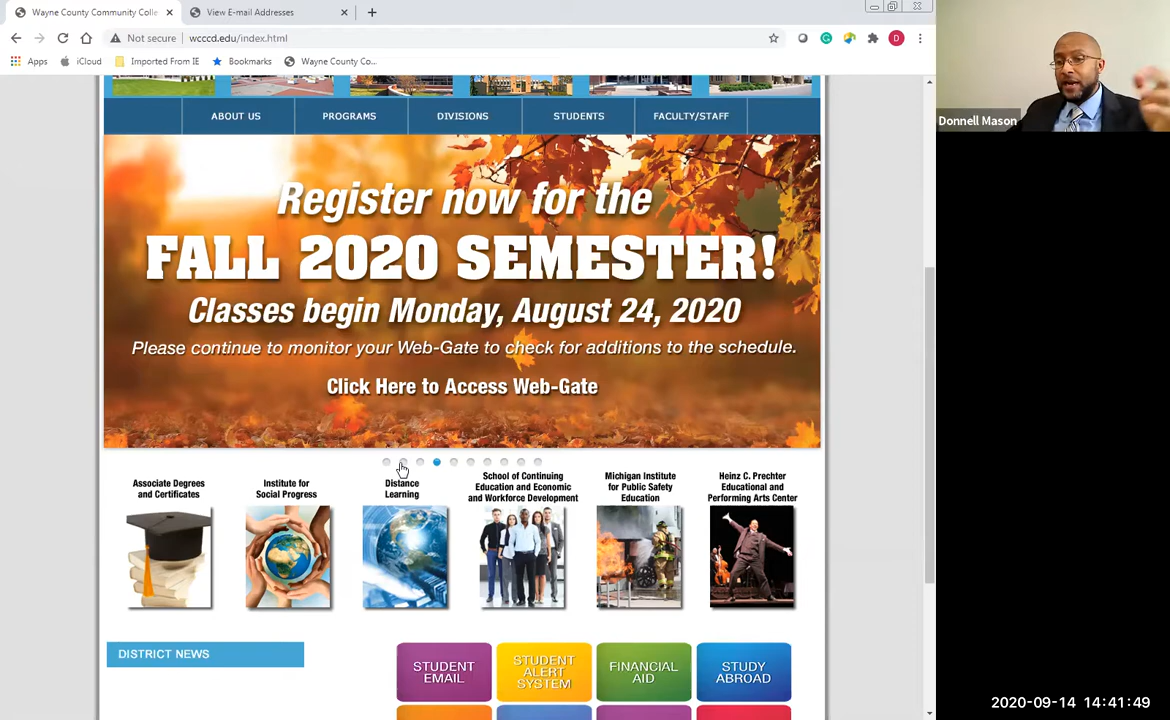 Wayne County Community Colle
View E-mail Addresses
Not secure
wcccd.edu/index.html
D
Apps
iCloud
Imported From IE
Bookmarks
Wayne County Co...
ABOUT US
PROGRAMS
DIVISIONS
STUDENTS
FACULTY/STAFF
Register now for the
FALL 2020 SEMESTER!
Classes begin Monday, August 24, 2020
Please continue to monitor your Web-Gate to check for additions to the schedule.
Click Here to Access Web-Gate
Associate Degrees
and Certificates
Institute for
Social Progress
Distance
Learning
School of Continuing
Education and Economic
and Workforce Development
Michigan Institute
for Public Safety
Education
Heinz C. Prechter
Educational and
Performing Arts Center
DISTRICT NEWS
STUDENT
EMAIL
STUDENT
ALERT
SYSTEM
FINANCIAL
AID
STUDY
ABROAD
Donnell Mason
2020-09-14 14:41:49